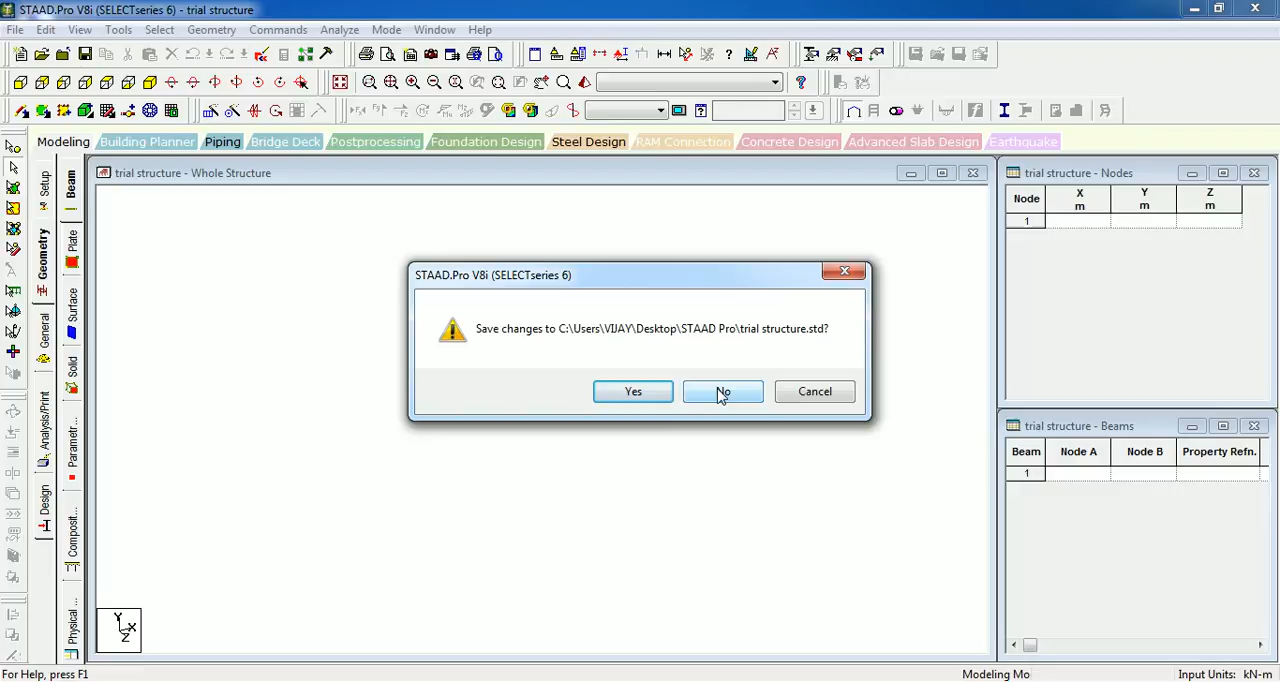 STAAD.Pro V8i (SELECTseries 6) - trial structure
File Edit View Tools Select Geometry Commands Analyze Mode Window Help
Modeling Building Planner Piping Bridge Deck Postprocessing Foundation Design Steel Design RAM Connection Concrete Design Advanced Slab Design Earthquake
Setup
Geometry
General
Analysis/Print
Design
Beam
Plate
Surface
Solid
Parametr...
Composit...
Physical...
trial structure - Whole Structure
Y
X
Z
STAAD.Pro V8i (SELECTseries 6)
Save changes to C:\Users\VIJAY\Desktop\STAAD Pro\trial structure.std?
Yes No Cancel
trial structure - Nodes
Node X m Y m Z m
1
trial structure - Beams
Beam Node A Node B Property Refn.
1
For Help, press F1 Modeling Mo Input Units: kN-m